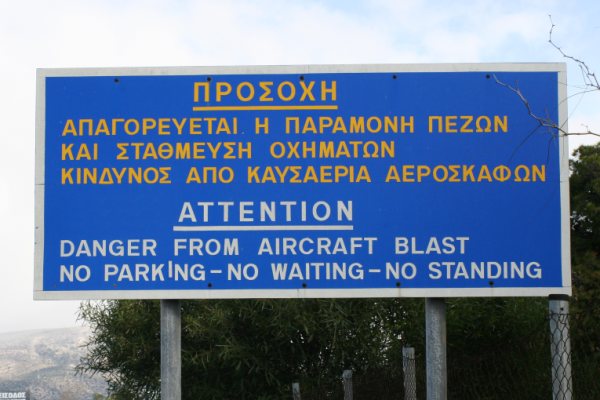 ΠΡΟΣΟΧΗ
ΑΠΑΓΟΡΕΥΕΤΑΙ Η ΠΑΡΑΜΟΝΗ ΠΕΖΩΝ
ΚΑΙ ΣΤΑΘΜΕΥΣΗ ΟΧΗΜΑΤΩΝ
ΚΙΝΔΥΝΟΣ ΑΠΟ ΚΑΥΣΑΕΡΙΑ ΑΕΡΟΣΚΑΦΩΝ
ATTENTION
DANGER FROM AIRCRAFT BLAST
NO PARKING – NO WAITING – NO STANDING
ΕΙΣΟΔΟΣ